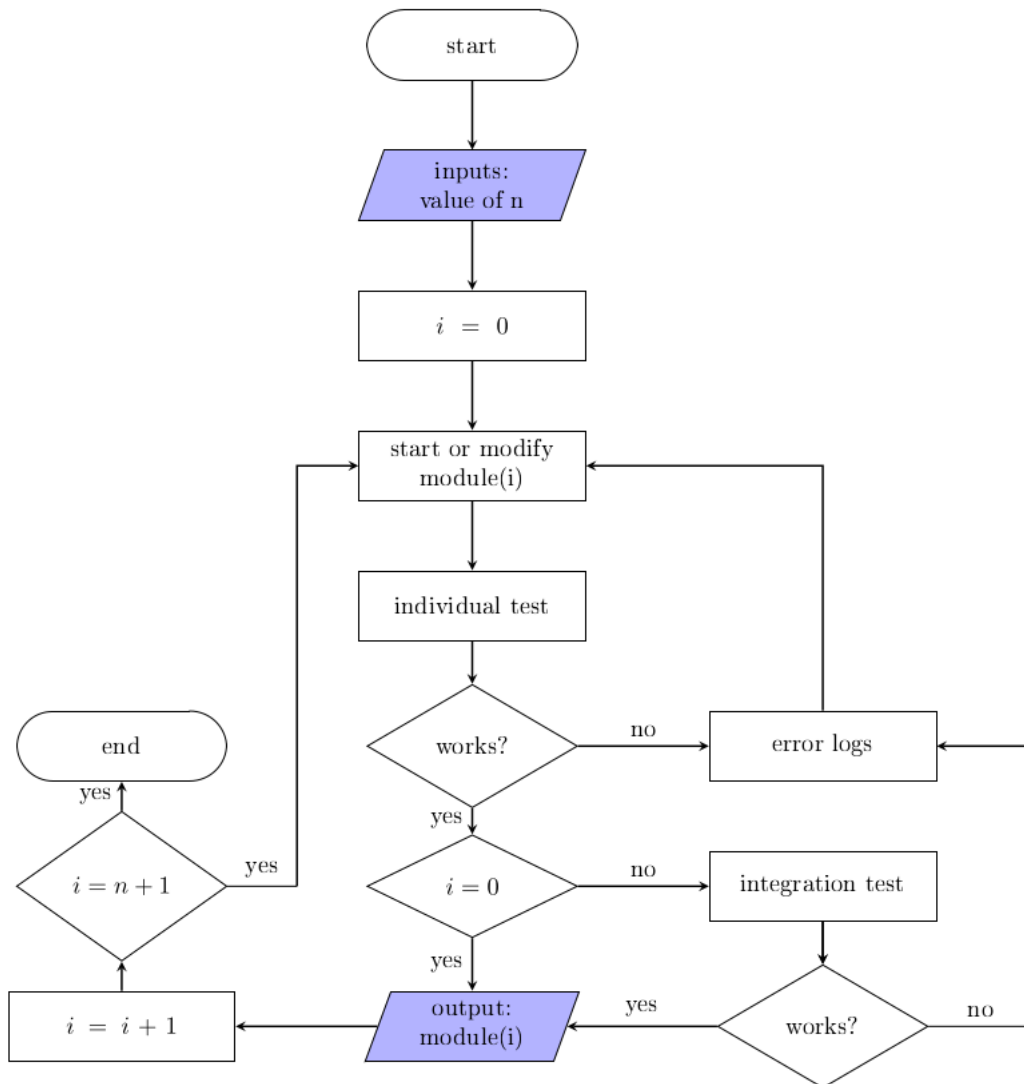 start
inputs:
value of n
i = 0
start or modify
module(i)
individual test
works?
no
error logs
end
yes
yes
i = n + 1
yes
i = 0
no
integration test
yes
i = i + 1
output:
module(i)
yes
works?
no